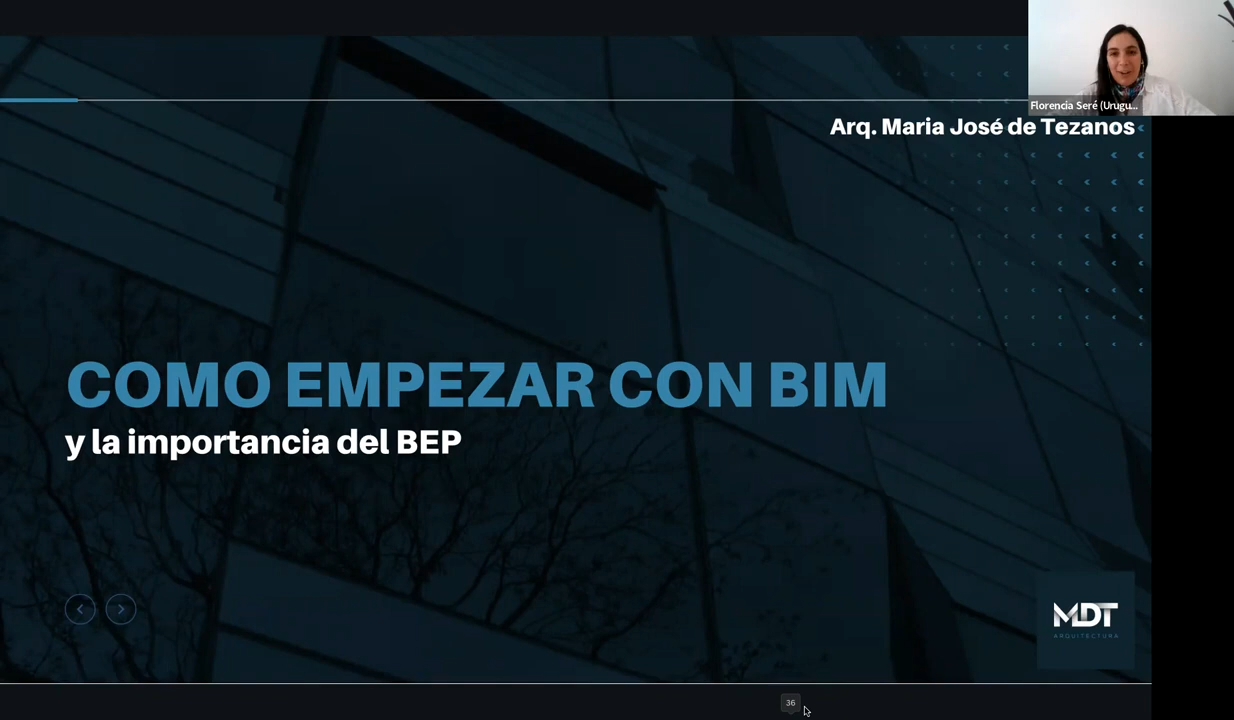 Florencia Seré (Urugu...
Arq. Maria José de Tezanos
COMO EMPEZAR CON BIM
y la importancia del BEP
MDT
ARQUITECTURA
36